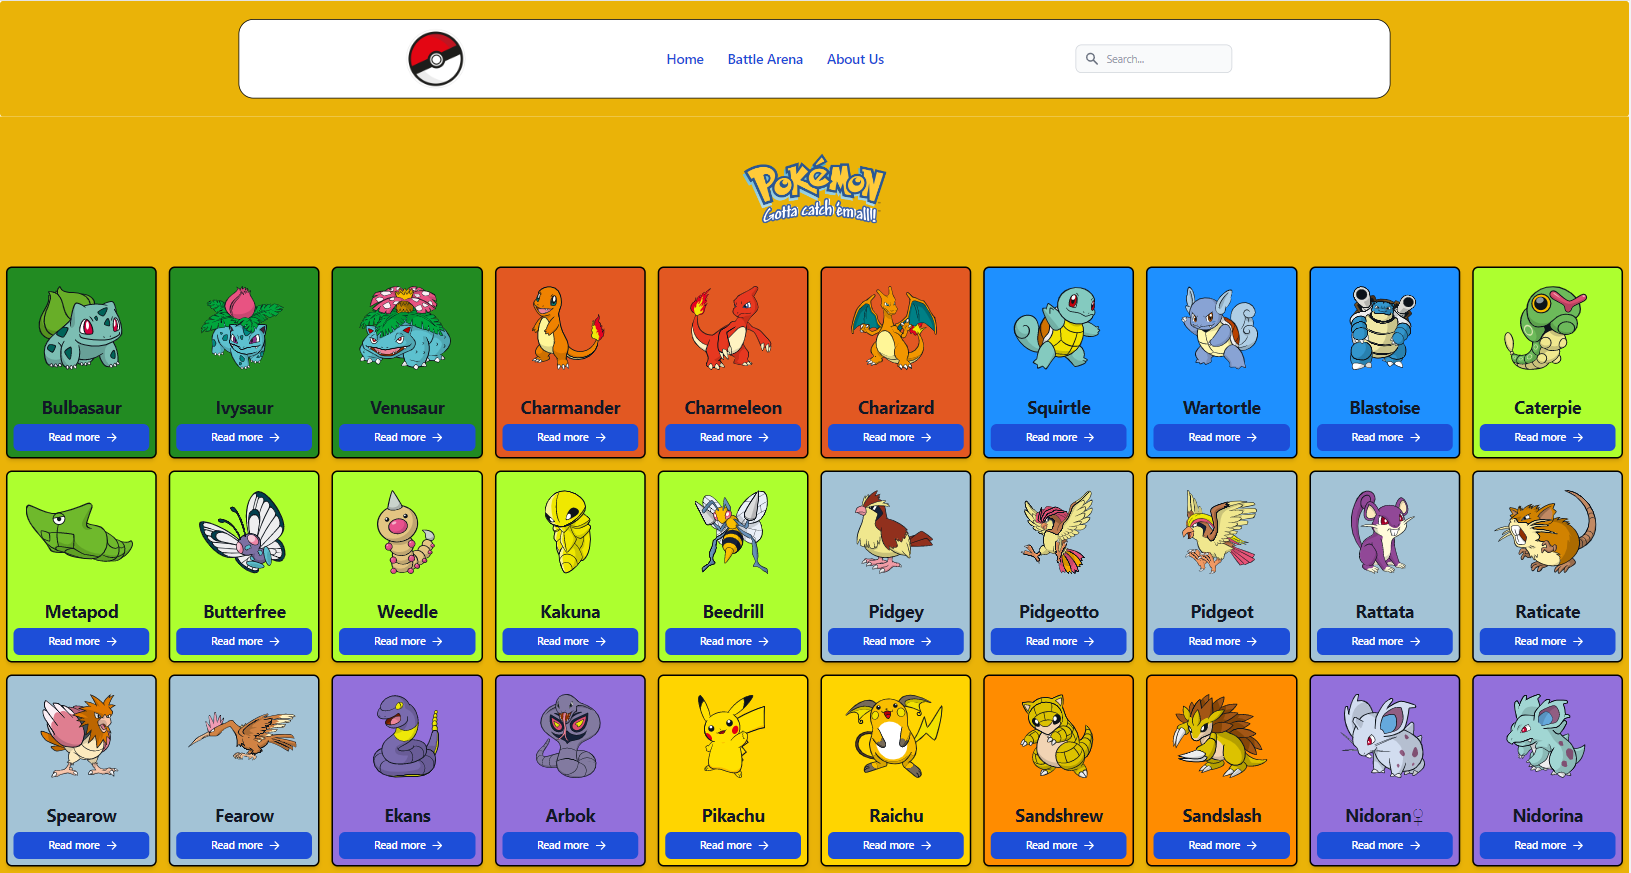 Home Battle Arena About Us Search...
POKéMON
Gotta catch 'em all!
Bulbasaur Ivysaur Venusaur Charmander Charmeleon Charizard Squirtle Wartortle Blastoise Caterpie
Read more → Read more → Read more → Read more → Read more → Read more → Read more → Read more → Read more → Read more →
Metapod Butterfree Weedle Kakuna Beedrill Pidgey Pidgeotto Pidgeot Rattata Raticate
Read more → Read more → Read more → Read more → Read more → Read more → Read more → Read more → Read more → Read more →
Spearow Fearow Ekans Arbok Pikachu Raichu Sandshrew Sandslash Nidoran♀ Nidorina
Read more → Read more → Read more → Read more → Read more → Read more → Read more → Read more → Read more → Read more →